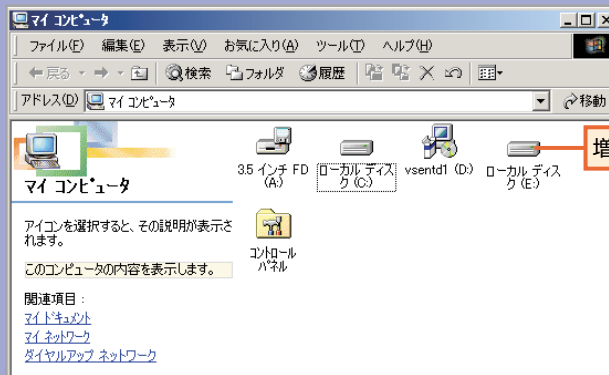 マイ コンピュータ
ファイル(F) 編集(E) 表示(V) お気に入り(A) ツール(T) ヘルプ(H)
戻る 検索 フォルダ 履歴
アドレス(D) マイ コンピュータ 移動
マイ コンピュータ
アイコンを選択すると、その説明が表示さ
れます。
このコンピュータの内容を表示します。
関連項目：
マイ ドキュメント
マイ ネットワーク
ダイヤルアップ ネットワーク
3.5 インチ FD
(A:)
ローカル ディス
ク (C:)
vsentd1 (D:)
ローカル ディス
ク (E:)
コントロール
パネル
増